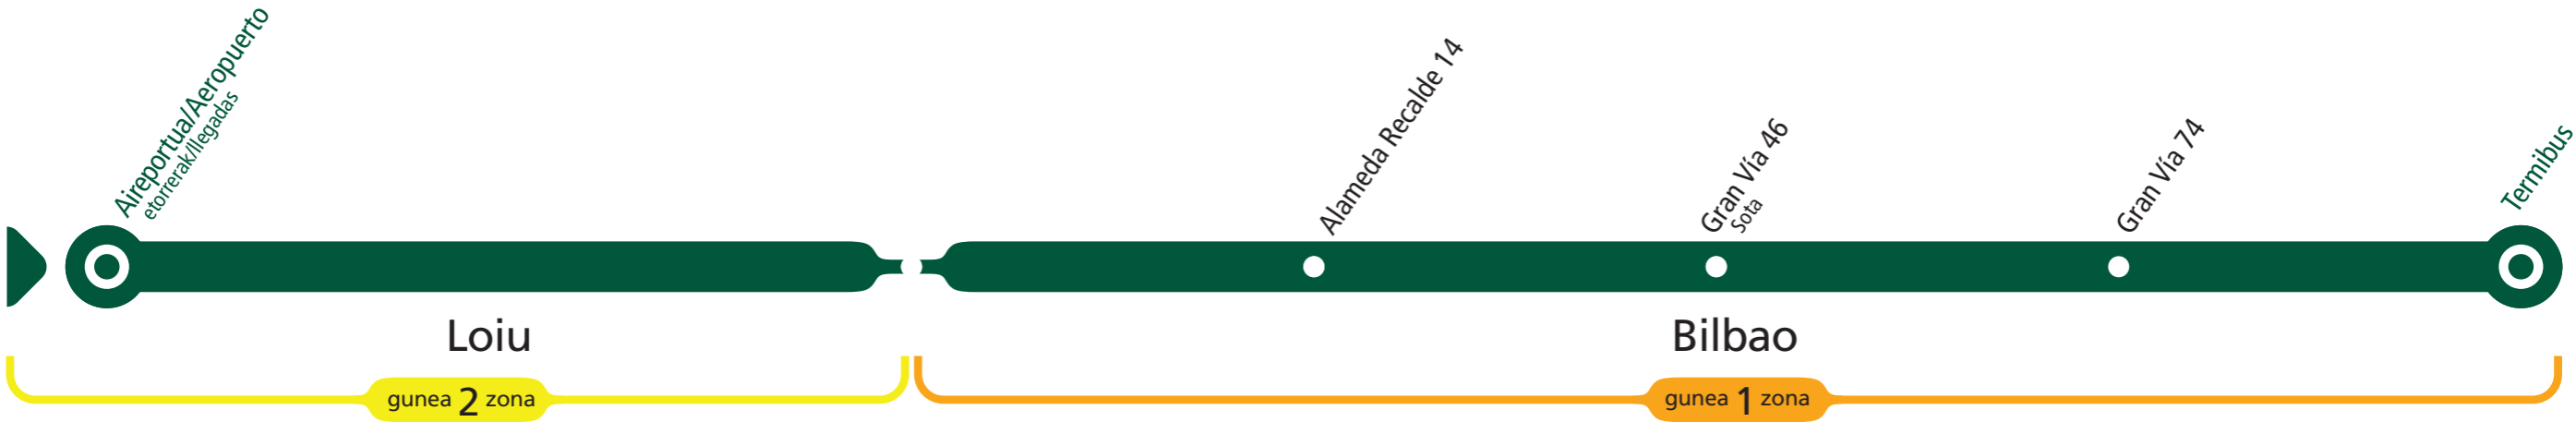 Aireportua/Aeropuerto
etorrerak/llegadas
Alameda Recalde 14
Gran Vía 46
Sota
Gran Vía 74
Termibus
Loiu
Bilbao
gunea 2 zona
gunea 1 zona